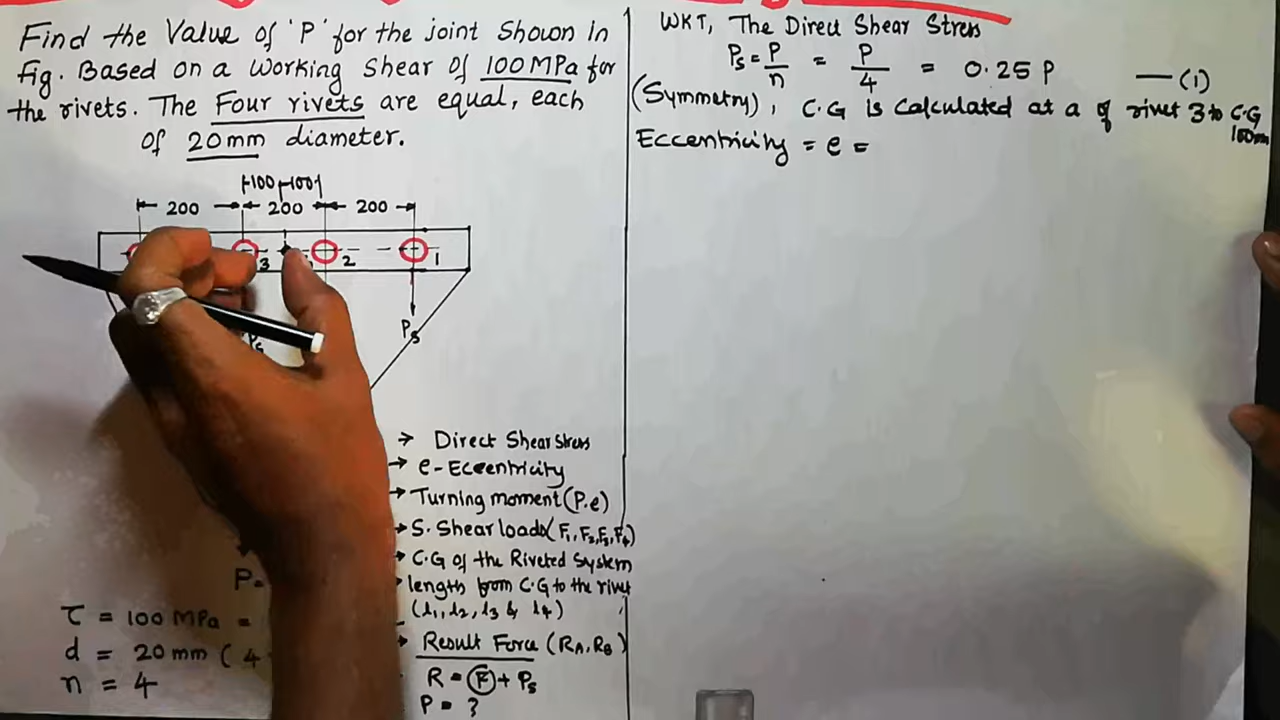 Find the Value of 'P' for the joint Shown in
fig. Based on a Working Shear of 100 MPa for
the rivets. The Four rivets are equal, each
of 20mm diameter.
100 100
200 200 200
3 2 1
Ps
Ps
P=
τ = 100 MPa =
d = 20 mm ( 4
n = 4
→ Direct Shear Stress
→ e - Eccentricity
→ Turning moment (P.e)
→ S. Shear loads (F1, F2, F3, F4)
→ C.G of the Riveted System
→ length from C.G to the rivet
(l1, l2, l3 & l4)
→ Result Force (RA, RB)
R = F + Ps
P = ?
WKT, The Direct Shear Stress
Ps = P/n = P/4 = 0.25 P — (1)
(Symmetry), C.G is Calculated at a of rivet 3 to C.G
100mm
Eccentricity = e =